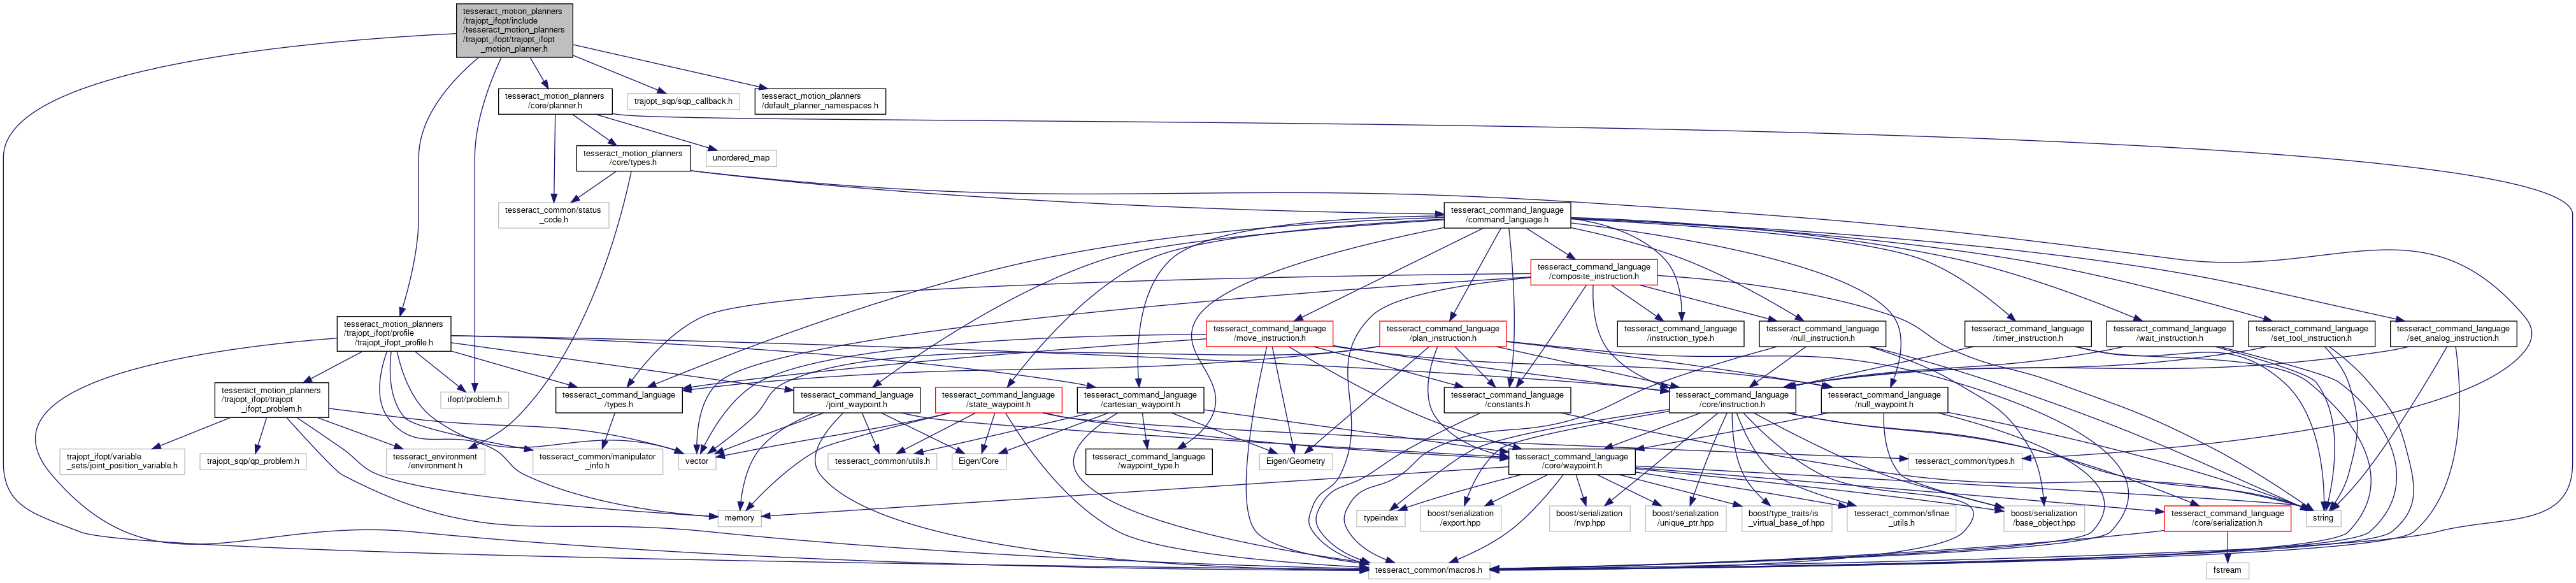 tesseract_motion_planners
/trajopt_ifopt/include
/tesseract_motion_planners
/trajopt_ifopt/trajopt_ifopt
_motion_planner.h
tesseract_motion_planners
/core/planner.h
trajopt_sqp/sqp_callback.h
tesseract_motion_planners
/default_planner_namespaces.h
tesseract_motion_planners
/core/types.h
unordered_map
tesseract_common/status
_code.h
tesseract_command_language
/command_language.h
tesseract_command_language
/composite_instruction.h
tesseract_motion_planners
/trajopt_ifopt/profile
/trajopt_ifopt_profile.h
tesseract_command_language
/move_instruction.h
tesseract_command_language
/plan_instruction.h
tesseract_command_language
/instruction_type.h
tesseract_command_language
/null_instruction.h
tesseract_command_language
/timer_instruction.h
tesseract_command_language
/wait_instruction.h
tesseract_command_language
/set_tool_instruction.h
tesseract_command_language
/set_analog_instruction.h
tesseract_motion_planners
/trajopt_ifopt/trajopt
_ifopt_problem.h
ifopt/problem.h
tesseract_command_language
/types.h
tesseract_command_language
/joint_waypoint.h
tesseract_command_language
/state_waypoint.h
tesseract_command_language
/cartesian_waypoint.h
tesseract_command_language
/constants.h
tesseract_command_language
/core/instruction.h
tesseract_command_language
/null_waypoint.h
trajopt_ifopt/variable
_sets/joint_position_variable.h
trajopt_sqp/qp_problem.h
tesseract_environment
/environment.h
tesseract_common/manipulator
_info.h
vector
tesseract_common/utils.h
Eigen/Core
tesseract_command_language
/waypoint_type.h
Eigen/Geometry
tesseract_command_language
/core/waypoint.h
tesseract_common/types.h
memory
typeindex
boost/serialization
/export.hpp
boost/serialization
/nvp.hpp
boost/serialization
/unique_ptr.hpp
boost/type_traits/is
_virtual_base_of.hpp
tesseract_common/sfinae
_utils.h
boost/serialization
/base_object.hpp
tesseract_command_language
/core/serialization.h
string
tesseract_common/macros.h
fstream